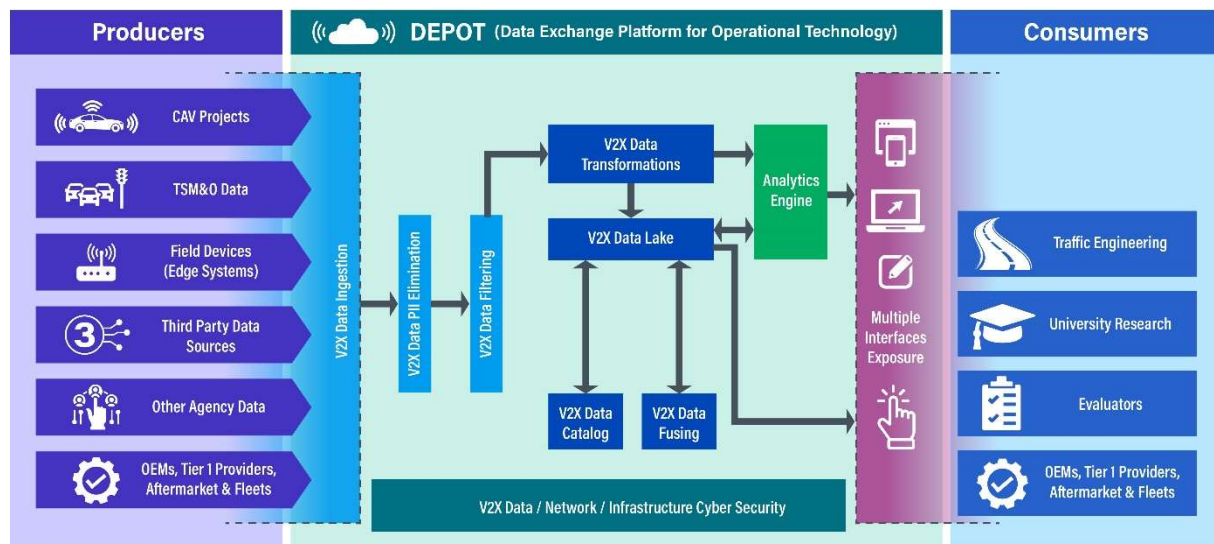 Producers
DEPOT (Data Exchange Platform for Operational Technology)
Consumers
CAV Projects
TSM&O Data
Field Devices
(Edge Systems)
3
Third Party Data
Sources
Other Agency Data
OEMs, Tier 1 Providers,
Aftermarket & Fleets
V2X Data Ingestion
V2X Data PII Elimination
V2X Data Filtering
V2X Data
Transformations
V2X Data Lake
Analytics
Engine
V2X Data
Catalog
V2X Data
Fusing
V2X Data / Network / Infrastructure Cyber Security
Multiple
Interfaces
Exposure
Traffic Engineering
University Research
Evaluators
OEMs, Tier 1 Providers,
Aftermarket & Fleets